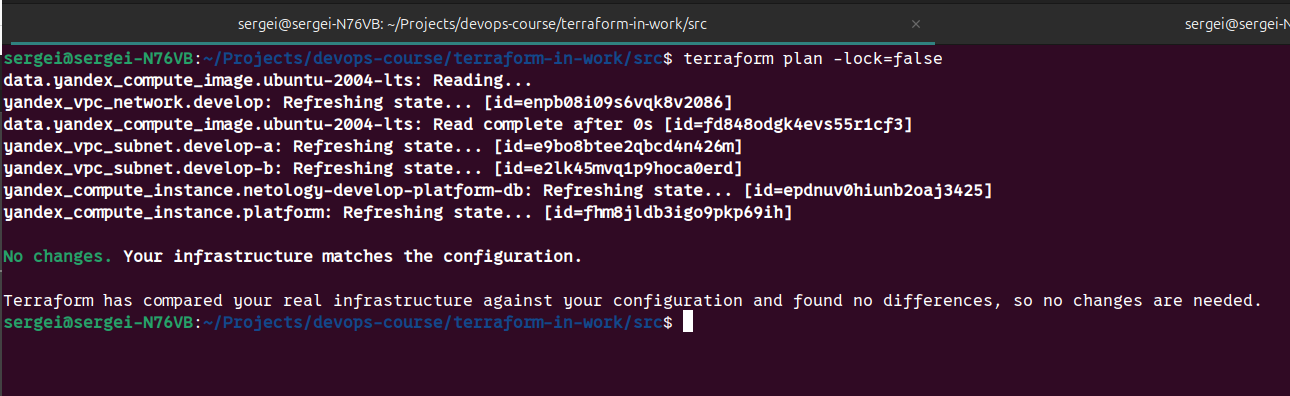 sergei@sergei-N76VB: ~/Projects/devops-course/terraform-in-work/src × sergei@sergei-N
sergei@sergei-N76VB:~/Projects/devops-course/terraform-in-work/src$ terraform plan -lock=false
data.yandex_compute_image.ubuntu-2004-lts: Reading...
yandex_vpc_network.develop: Refreshing state... [id=enpb08i09s6vqk8v2086]
data.yandex_compute_image.ubuntu-2004-lts: Read complete after 0s [id=fd848odgk4evs55r1cf3]
yandex_vpc_subnet.develop-a: Refreshing state... [id=e9bo8btee2qbcd4n426m]
yandex_vpc_subnet.develop-b: Refreshing state... [id=e2lk45mvq1p9hoca0erd]
yandex_compute_instance.netology-develop-platform-db: Refreshing state... [id=epdnuv0hiunb2oaj3425]
yandex_compute_instance.platform: Refreshing state... [id=fhm8jldb3igo9pkp69ih]
No changes. Your infrastructure matches the configuration.
Terraform has compared your real infrastructure against your configuration and found no differences, so no changes are needed.
sergei@sergei-N76VB:~/Projects/devops-course/terraform-in-work/src$